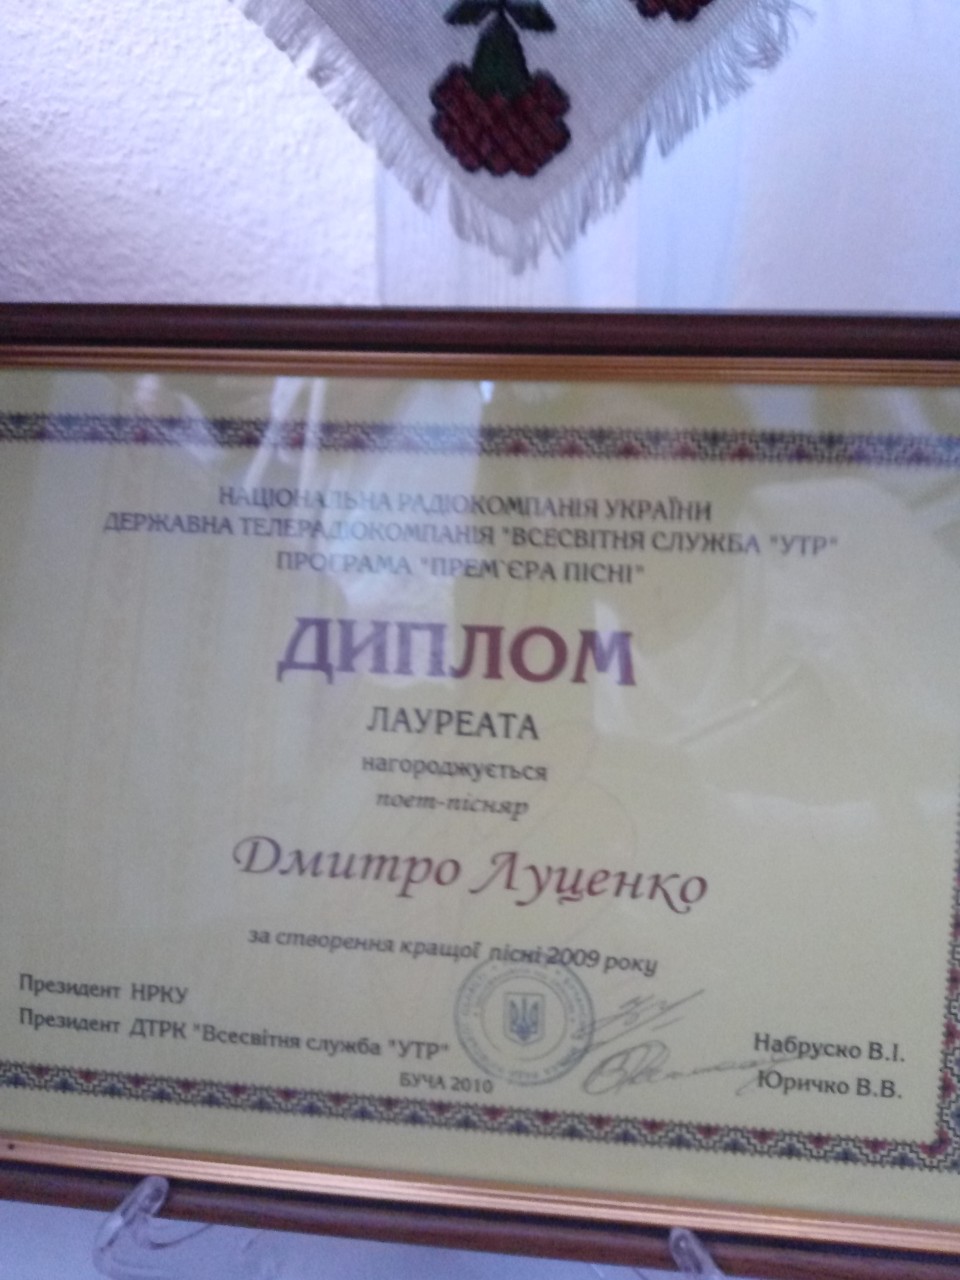 НАЦІОНАЛЬНА РАДІОКОМПАНІЯ УКРАЇНИ
ДЕРЖАВНА ТЕЛЕРАДІОКОМПАНІЯ "ВСЕСВІТНЯ СЛУЖБА "УТР"
ПРОГРАМА "ПРЕМ`ЄРА ПІСНІ"
ДИПЛОМ
ЛАУРЕАТА
нагороджується
поет-пісняр
Дмитро Луценко
за створення кращої пісні 2009 року
Президент НРКУ
Набруско В.І.
Президент ДТРК "Всесвітня служба "УТР"
Юричко В.В.
БУЧА 2010